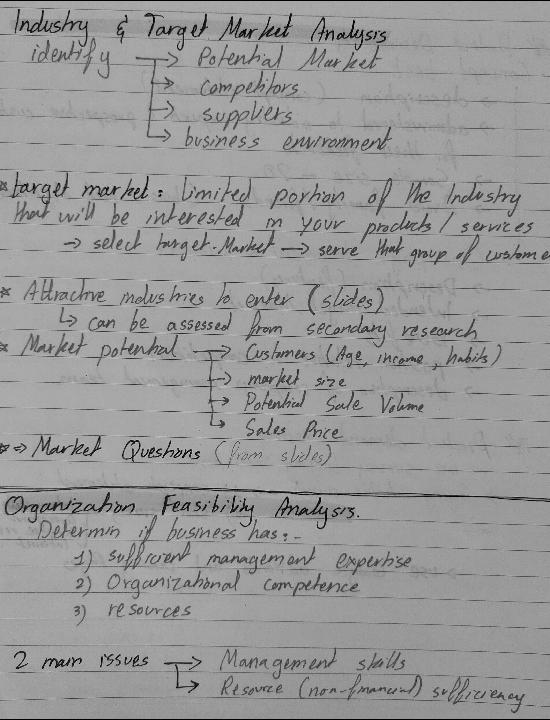 Industry & Target Market Analysis
identify → Potential Market
→ competitors
→ suppliers
→ business environment
* target market: Limited portion of the Industry
that will be interested in your products / services
→ select target Market → serve that group of custome
* Attractive industries to enter (slides)
↳ can be assessed from secondary research
* Market potential → Customers (Age, income, habits)
→ market size
→ Potential Sale Volume
→ Sales Price
* ⇒ Market Questions (from slides)
Organization Feasibility Analysis.
Determin if business has:-
1) sufficient management expertise
2) Organizational competence
3) resources
2 main issues → Management skills
→ Resource (non-financial) sufficiency